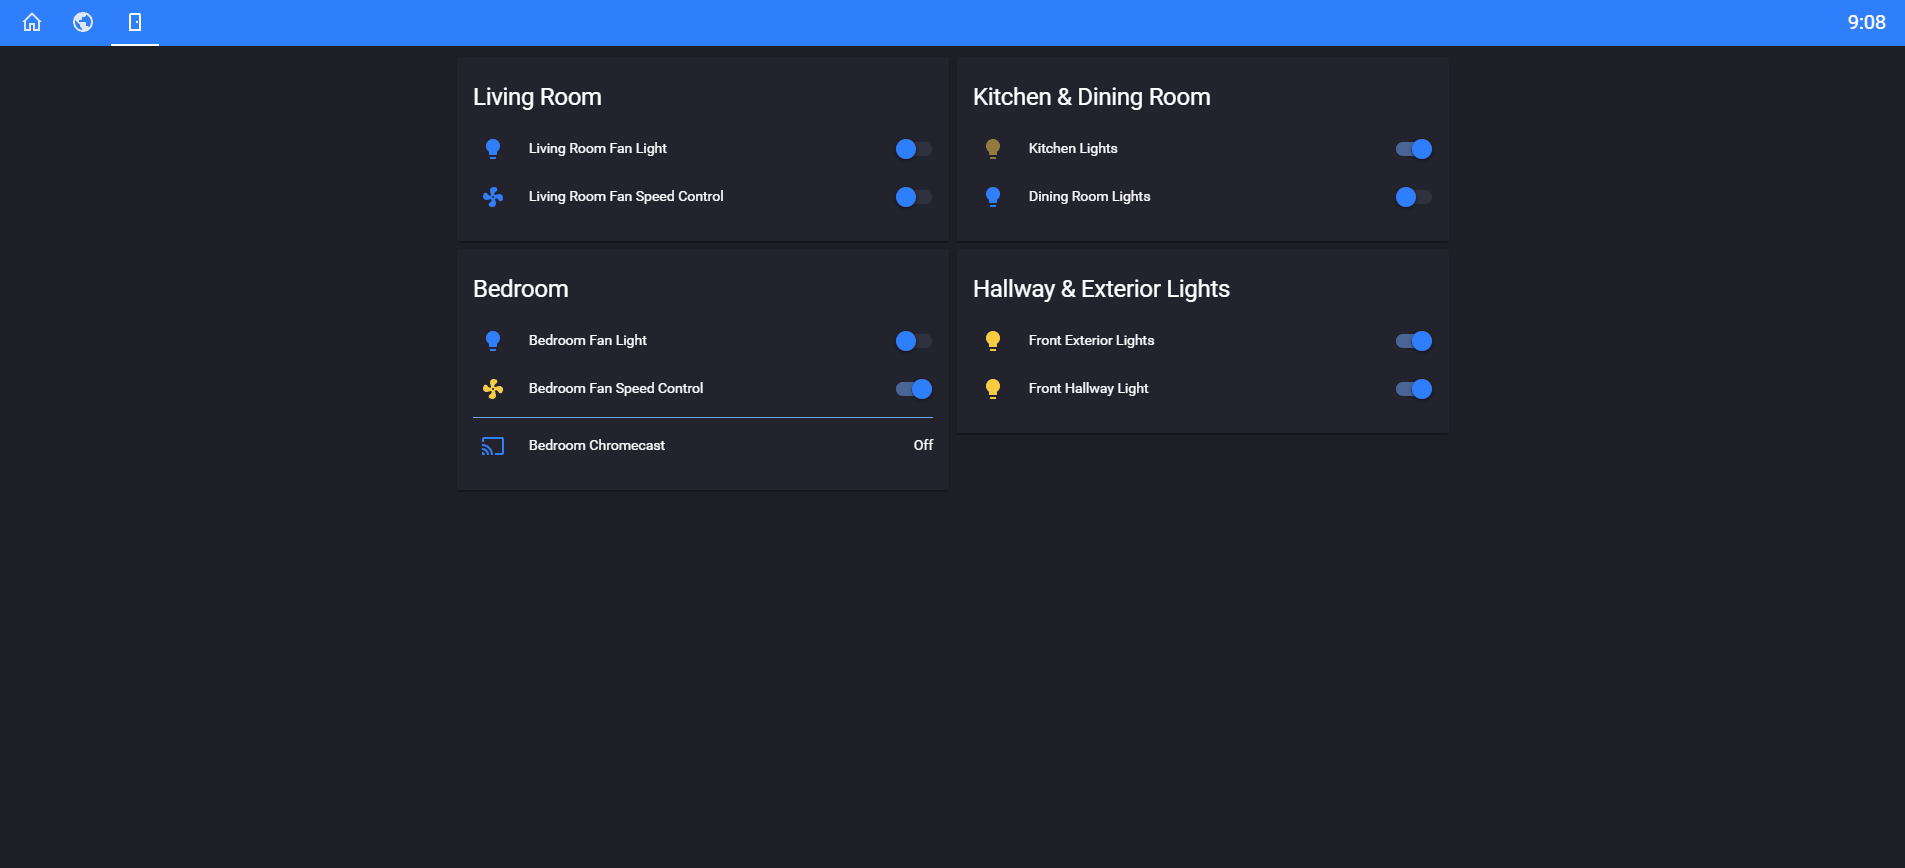 9:08
Living Room
Living Room Fan Light
Living Room Fan Speed Control
Kitchen & Dining Room
Kitchen Lights
Dining Room Lights
Bedroom
Bedroom Fan Light
Bedroom Fan Speed Control
Bedroom Chromecast Off
Hallway & Exterior Lights
Front Exterior Lights
Front Hallway Light